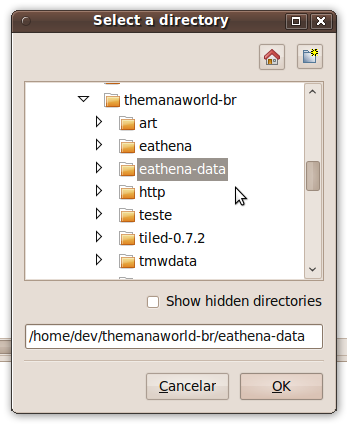 Select a directory
themanaworld-br
art
eathena
eathena-data
http
teste
tiled-0.7.2
tmwdata
Show hidden directories
/home/dev/themanaworld-br/eathena-data
Cancelar
OK